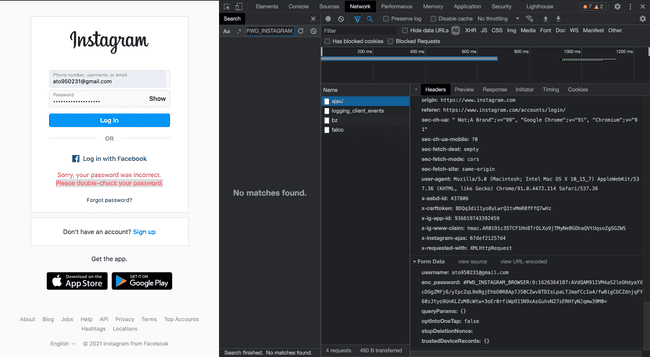 Instagram
Phone number, username, or email
ato950231@gmail.com
Password
••••••••••••••••••
Show
Log In
OR
Log in with Facebook
Sorry, your password was incorrect.
Please double-check your password.
Forgot password?
Don't have an account? Sign up
Get the app.
Download on the
App Store
GET IT ON
Google Play
About Blog Jobs Help API Privacy Terms Top Accounts
Hashtags Locations
English © 2021 Instagram from Facebook
Elements Console Sources Network Performance Memory Application Security Lighthouse 7 2
Search
Aa .* PWD_INSTAGRAM
No matches found.
Search finished. No matches found.
Preserve log Disable cache No throttling
Filter Hide data URLs All XHR JS CSS Img Media Font Doc WS Manifest Other
Has blocked cookies Blocked Requests
200 ms 400 ms 600 ms 800 ms 1000 ms 1200 ms
Name
ajax/
logging_client_events
bz
falco
4 requests 480 B transferred
Headers Preview Response Initiator Timing Cookies
origin: https://www.instagram.com
referer: https://www.instagram.com/accounts/login/
sec-ch-ua: " Not;A Brand";v="99", "Google Chrome";v="91", "Chromium";v="9
1"
sec-ch-ua-mobile: ?0
sec-fetch-dest: empty
sec-fetch-mode: cors
sec-fetch-site: same-origin
user-agent: Mozilla/5.0 (Macintosh; Intel Mac OS X 10_15_7) AppleWebKit/5
37.36 (KHTML, like Gecko) Chrome/91.0.4472.114 Safari/537.36
x-asbd-id: 437806
x-csrftoken:
x-ig-app-id: 936619743392459
x-ig-www-claim:
x-instagram-ajax: 67def21257d4
x-requested-with: XMLHttpRequest
Form Data view source view URL-encoded
username: ato950231@gmail.com
enc_password: #PWD_INSTAGRAM_BROWSER:9:1626364187:
queryParams: {}
optIntoOneTap: false
stopDeletionNonce:
trustedDeviceRecords: {}